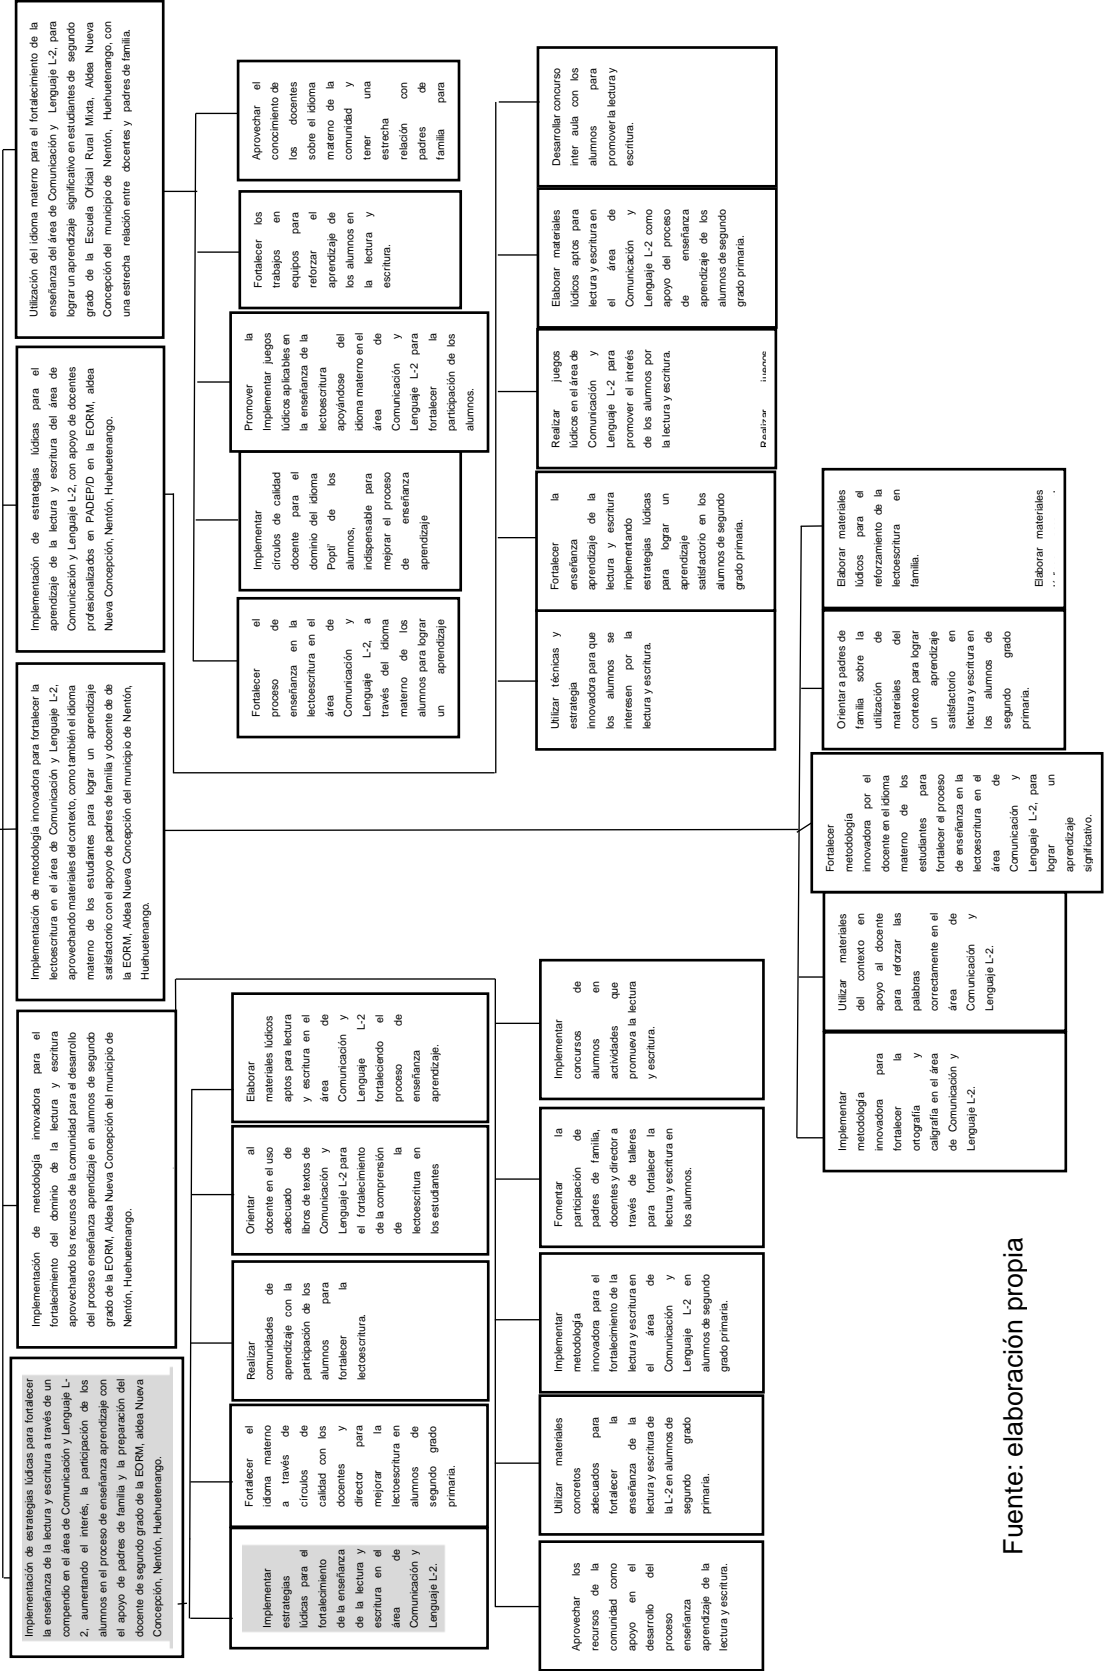 Implementación de estrategias lúdicas para fortalecer
la enseñanza de la lectura y escritura a través de un
compendio en el área de Comunicación y Lenguaje L-
2, aumentando el interés, la participación de los
alumnos en el proceso de enseñanza aprendizaje con
el apoyo de padres de familia y la preparación del
docente de segundo grado de la EORM, aldea Nueva
Concepción, Nentón, Huehuetenango.
Implementación de metodología innovadora para el
fortalecimiento del dominio de la lectura y escritura
aprovechando los recursos de la comunidad para el desarrollo
del proceso enseñanza aprendizaje en alumnos de segundo
grado de la EORM, Aldea Nueva Concepción del municipio de
Nentón, Huehuetenango.
Implementación de metodología innovadora para fortalecer la
lectoescritura en el área de Comunicación y Lenguaje L-2,
aprovechando materiales del contexto, como también el idioma
materno de los estudiantes para lograr un aprendizaje
satisfactorio con el apoyo de padres de familia y docente de
la EORM, Aldea Nueva Concepción del municipio de Nentón,
Huehuetenango.
Implementación de estrategias lúdicas para el
aprendizaje de la lectura y escritura del área de
Comunicación y Lenguaje L-2, con apoyo de docentes
profesionalizados en PADEP/D en la EORM, aldea
Nueva Concepción, Nentón, Huehuetenango.
Utilización del idioma materno para el fortalecimiento de la
enseñanza del área de Comunicación y Lenguaje L-2, para
lograr un aprendizaje significativo en estudiantes de segundo
grado de la Escuela Oficial Rural Mixta, Aldea Nueva
Concepción del municipio de Nentón, Huehuetenango, con
una estrecha relación entre docentes y padres de familia.
Implementar
estrategias
lúdicas para el
fortalecimiento
de la enseñanza
de la lectura y
escritura en el
área de
Comunicación y
Lenguaje L-2.
Fortalecer el
idioma materno
a través de
círculos de
calidad con los
docentes y
director para
mejorar la
lectoescritura en
alumnos de
segundo grado
primaria.
Realizar
comunidades de
aprendizaje con la
participación de los
alumnos para
fortalecer la
lectoescritura.
Orientar al
docente en el uso
adecuado de
libros de textos de
Comunicación y
Lenguaje L-2 para
el fortalecimiento
de la comprensión
de la
lectoescritura en
los estudiantes
Elaborar
materiales lúdicos
aptos para lectura
y escritura en el
área de
Comunicación y
Lenguaje L-2
fortaleciendo el
proceso de
enseñanza
aprendizaje.
Fortalecer el
proceso de
enseñanza en la
lectoescritura en el
área de
Comunicación y
Lenguaje L-2, a
través del idioma
materno de los
alumnos para lograr
un aprendizaje
Implementar
círculos de calidad
docente para el
dominio del idioma
Popti' de los
alumnos,
indispensable para
mejorar el proceso
de enseñanza
aprendizaje
Promover la
Implementar juegos
lúdicos aplicables en
la enseñanza de la
lectoescritura
apoyándose del
idioma materno en el
área de
Comunicación y
Lenguaje L-2 para
fortalecer la
participación de los
alumnos.
Fortalecer los
trabajos en
equipos para
reforzar el
aprendizaje de
los alumnos en
la lectura y
escritura.
Aprovechar el
conocimiento de
los docentes
sobre el idioma
materno de la
comunidad y
tener una
estrecha
relación con
padres de
familia para
Aprovechar los
recursos de la
comunidad como
apoyo en el
desarrollo del
proceso
enseñanza
aprendizaje de la
lectura y escritura.
Utilizar materiales
concretos
adecuados para
fortalecer la
enseñanza de la
lectura y escritura de
la L-2 en alumnos de
segundo grado
primaria.
Implementar
metodología
innovadora para el
fortalecimiento de la
lectura y escritura en
el área de
Comunicación y
Lenguaje L-2 en
alumnos de segundo
grado primaria.
Fomentar la
participación de
padres de familia,
docentes y director a
través de talleres
para fortalecer la
lectura y escritura en
los alumnos.
Implementar
concursos de
alumnos en
actividades que
promueva la lectura
y escritura.
Utilizar técnicas y
estrategia
innovadora para que
los alumnos se
interesen por la
lectura y escritura.
Fortalecer la
enseñanza
aprendizaje de la
lectura y escritura
implementando
estrategias lúdicas
para lograr un
aprendizaje
satisfactorio en los
alumnos de segundo
grado primaria.
Realizar juegos
lúdicos en el área de
Comunicación y
Lenguaje L-2 para
promover el interés
de los alumnos por
la lectura y escritura.
Realizar juegos
Elaborar materiales
lúdicos aptos para
lectura y escritura en
el área de
Comunicación y
Lenguaje L-2 como
apoyo del proceso
de enseñanza
aprendizaje de los
alumnos de segundo
grado primaria.
Desarrollar concurso
inter aula con los
alumnos para
promover la lectura y
escritura.
Implementar
metodología
innovadora para
fortalecer la
ortografía y
caligrafía en el área
de Comunicación y
Lenguaje L-2.
Utilizar materiales
del contexto en
apoyo al docente
para reforzar las
palabras
correctamente en el
área de
Comunicación y
Lenguaje L-2.
Fortalecer
metodología
innovadora por el
docente en el idioma
materno de los
estudiantes para
fortalecer el proceso
de enseñanza en la
lectoescritura en el
área de
Comunicación y
Lenguaje L-2, para
lograr un
aprendizaje
significativo.
Orientar a padres de
familia sobre la
utilización de
materiales del
contexto para lograr
un aprendizaje
satisfactorio en
lectura y escritura en
los alumnos de
segundo grado
primaria.
Elaborar materiales
lúdicos para el
reforzamiento de la
lectoescritura en
familia.
Elaborar materiales
Fuente: elaboración propia